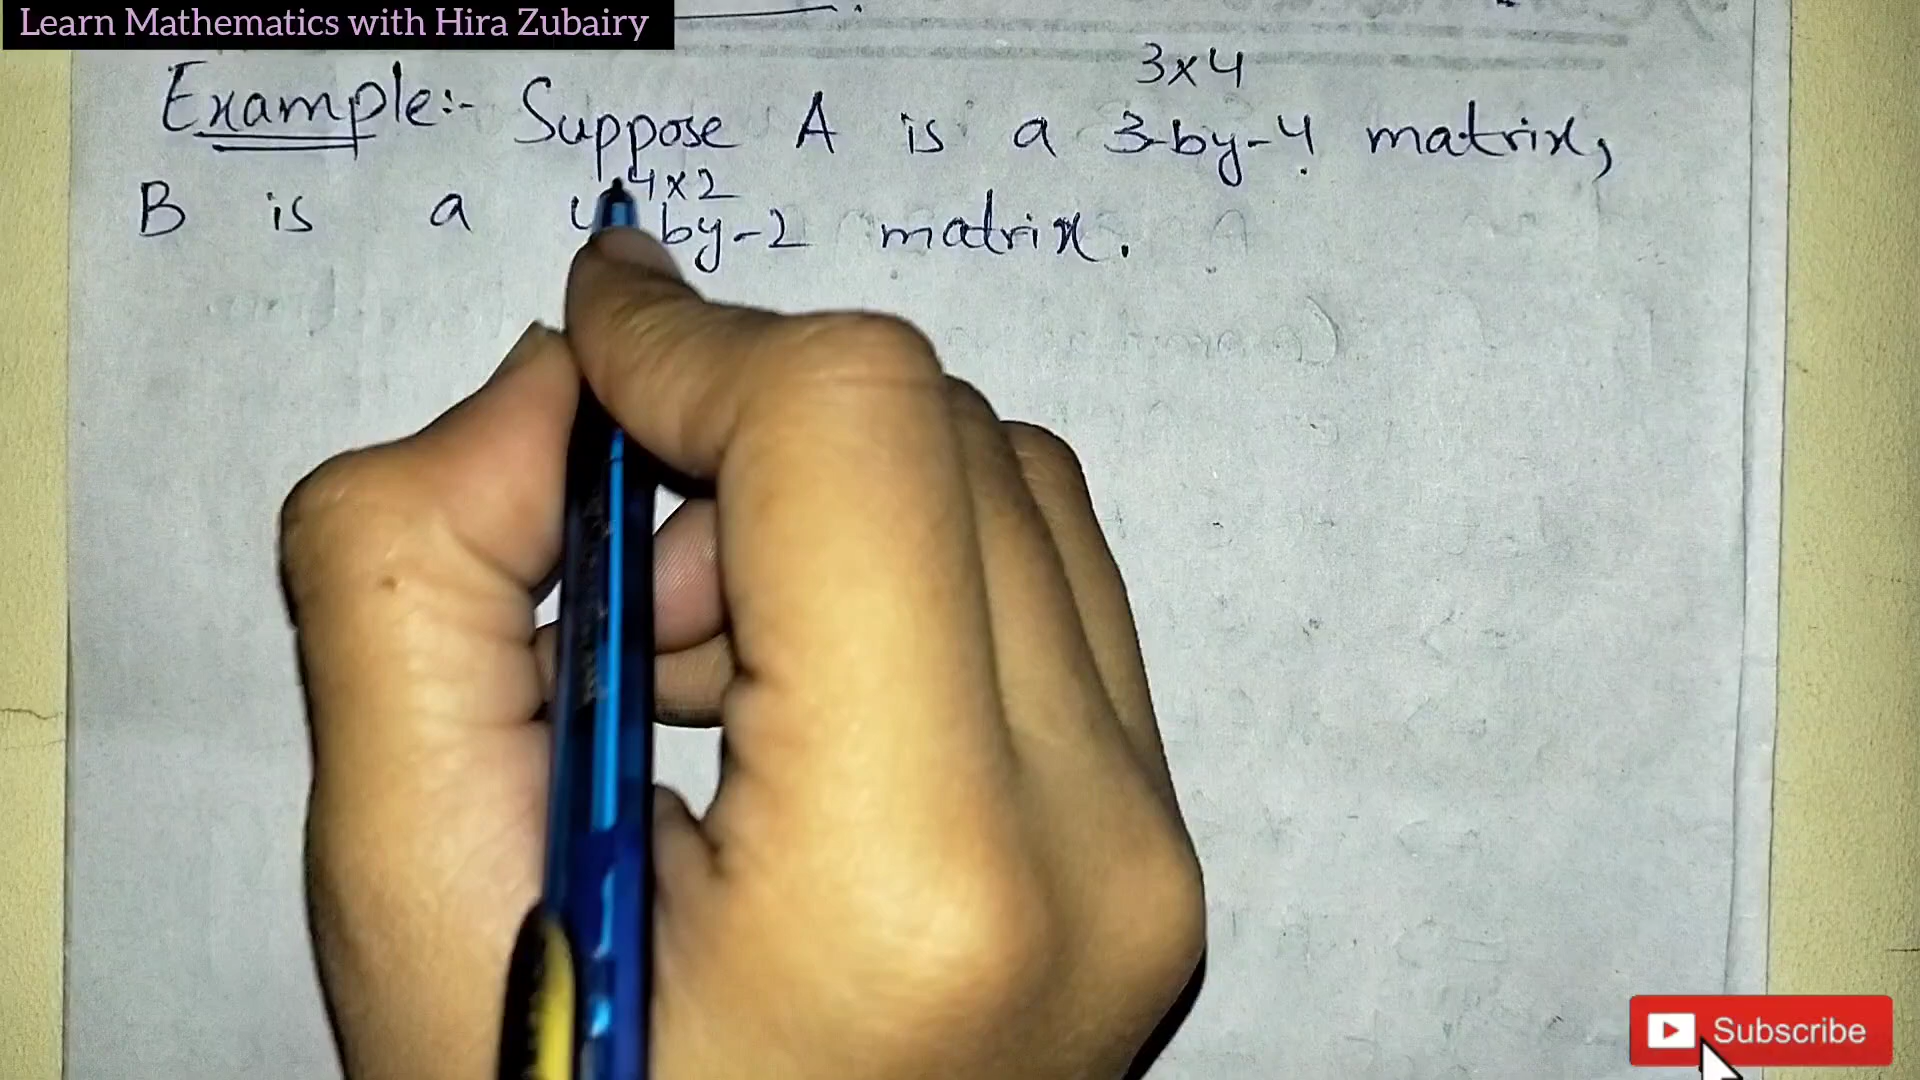 Learn Mathematics with Hira Zubairy
3x4
Example:- Suppose A is a 3-by-4 matrix,
4x2
B is a 4 by-2 matrix.
Subscribe